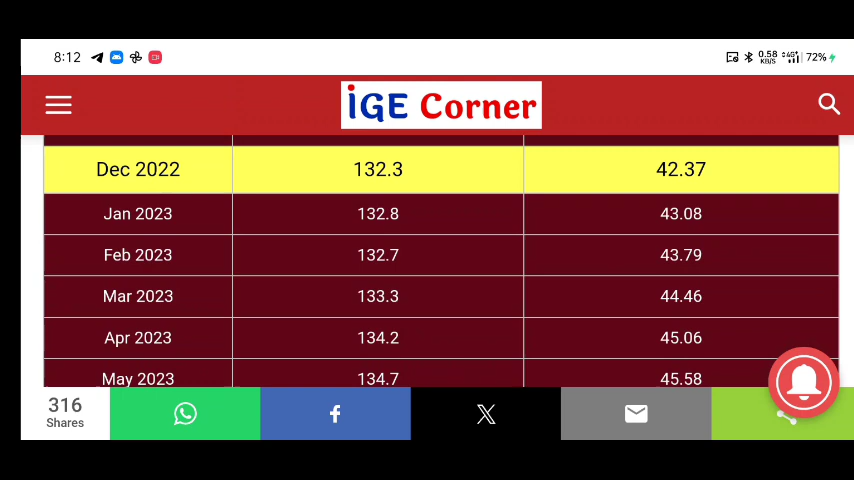 8:12 0.58 KB/S 4G+ 72%
iGE Corner
Dec 2022 132.3 42.37
Jan 2023 132.8 43.08
Feb 2023 132.7 43.79
Mar 2023 133.3 44.46
Apr 2023 134.2 45.06
May 2023 134.7 45.58
316
Shares